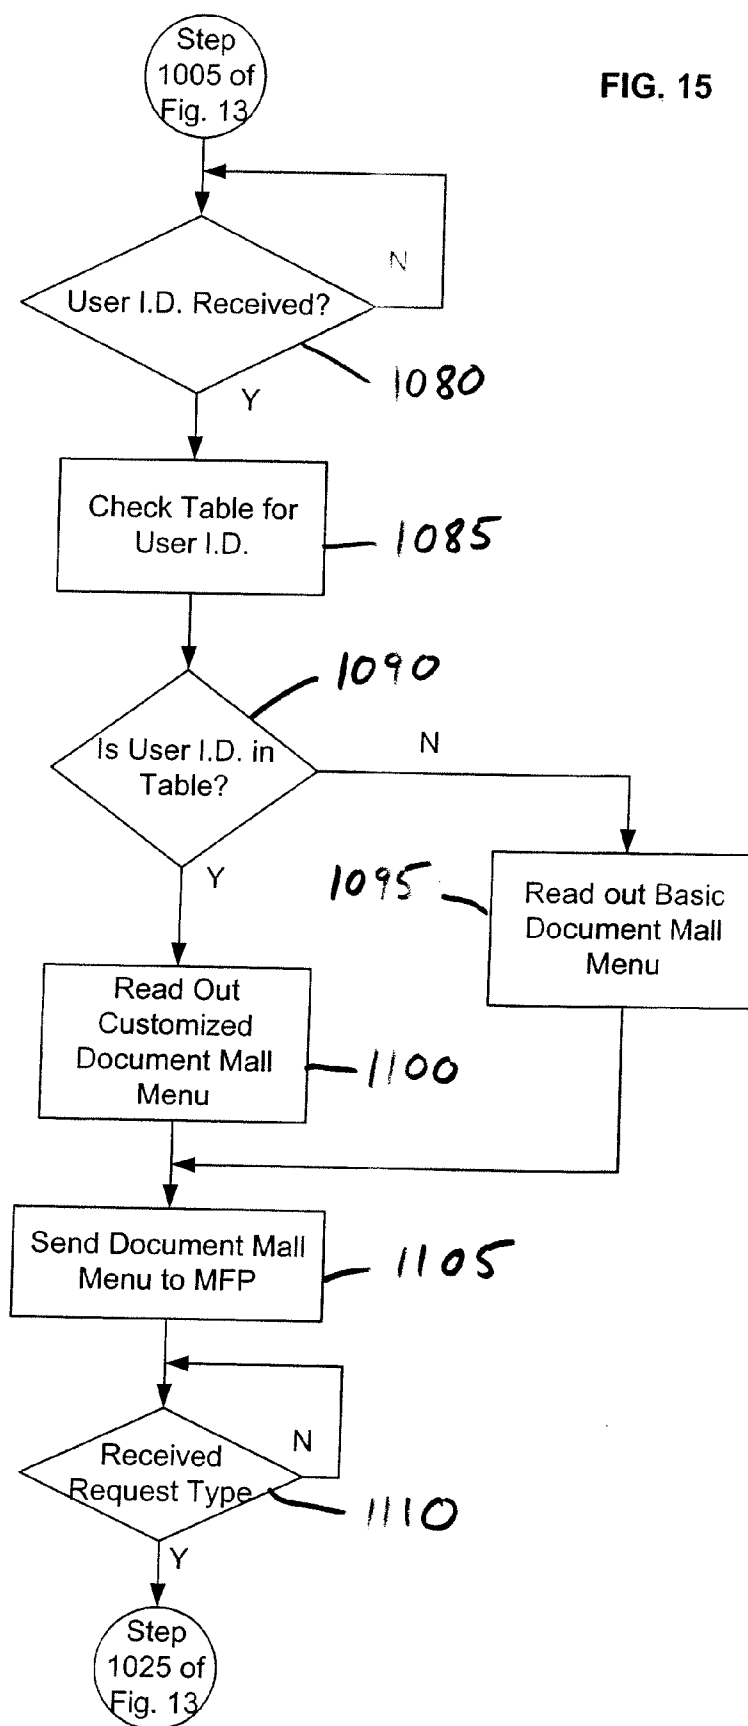 Step
1005 of
Fig. 13
FIG. 15
N
User I.D. Received?
1080
Y
Check Table for
User I.D.
1085
1090
Is User I.D. in
Table?
N
Y
1095
Read out Basic
Document Mall
Menu
Read Out
Customized
Document Mall
Menu
1100
Send Document Mall
Menu to MFP
1105
N
Received
Request Type
1110
Y
Step
1025 of
Fig. 13